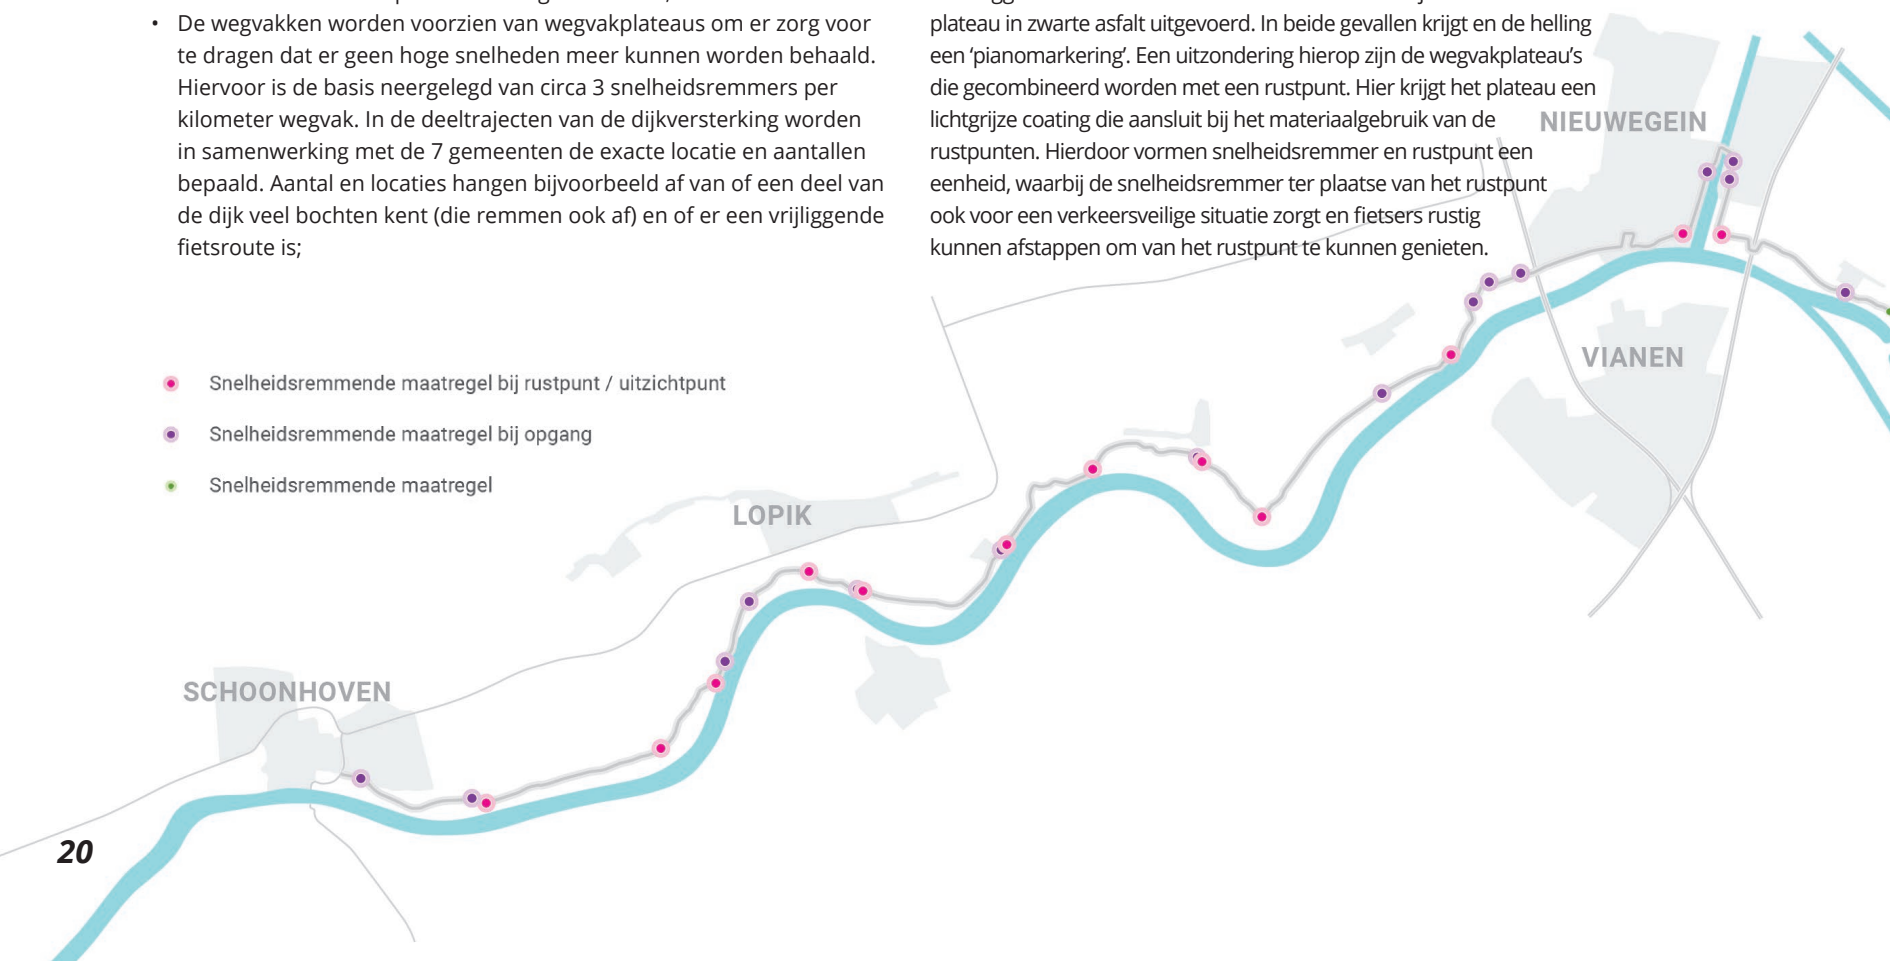 • De wegvakken worden voorzien van wegvakplateaus om er zorg voor
te dragen dat er geen hoge snelheden meer kunnen worden behaald.
Hiervoor is de basis neergelegd van circa 3 snelheidsremmers per
kilometer wegvak. In de deeltrajecten van de dijkversterking worden
in samenwerking met de 7 gemeenten de exacte locatie en aantallen
bepaald. Aantal en locaties hangen bijvoorbeeld af van of een deel van
de dijk veel bochten kent (die remmen ook af) en of er een vrijliggende
fietsroute is;
plateau in zwarte asfalt uitgevoerd. In beide gevallen krijgt en de helling
een ‘pianomarkering’. Een uitzondering hierop zijn de wegvakplateau’s
die gecombineerd worden met een rustpunt. Hier krijgt het plateau een
lichtgrijze coating die aansluit bij het materiaalgebruik van de
rustpunten. Hierdoor vormen snelheidsremmer en rustpunt een
eenheid, waarbij de snelheidsremmer ter plaatse van het rustpunt
ook voor een verkeersveilige situatie zorgt en fietsers rustig
kunnen afstappen om van het rustpunt te kunnen genieten.
NIEUWEGEIN
VIANEN
Snelheidsremmende maatregel bij rustpunt / uitzichtpunt
Snelheidsremmende maatregel bij opgang
Snelheidsremmende maatregel
LOPIK
SCHOONHOVEN
20